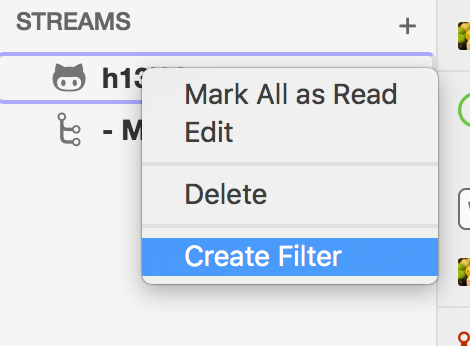 STREAMS +
Mark All as Read
Edit
- M
Delete
Create Filter